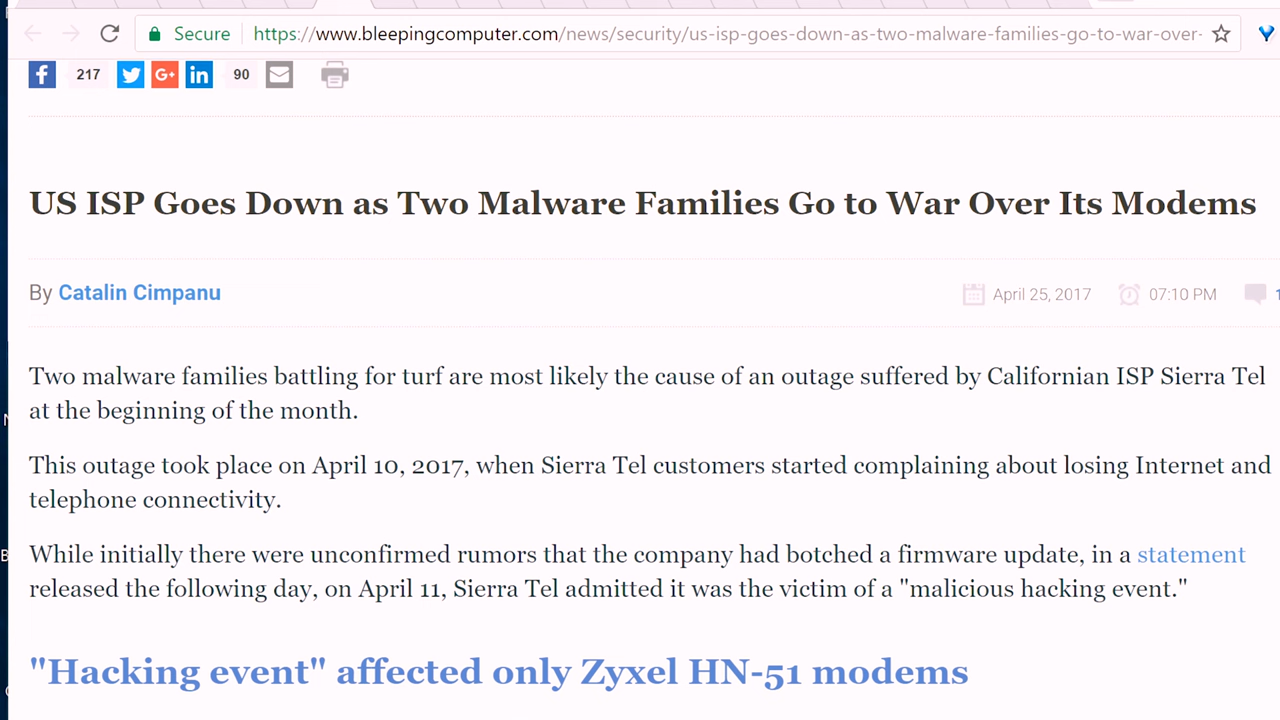 Secure https://www.bleepingcomputer.com/news/security/us-isp-goes-down-as-two-malware-families-go-to-war-over-
217 90
US ISP Goes Down as Two Malware Families Go to War Over Its Modems
By Catalin Cimpanu April 25, 2017 07:10 PM
Two malware families battling for turf are most likely the cause of an outage suffered by Californian ISP Sierra Tel
at the beginning of the month.
This outage took place on April 10, 2017, when Sierra Tel customers started complaining about losing Internet and
telephone connectivity.
While initially there were unconfirmed rumors that the company had botched a firmware update, in a statement
released the following day, on April 11, Sierra Tel admitted it was the victim of a "malicious hacking event."
"Hacking event" affected only Zyxel HN-51 modems